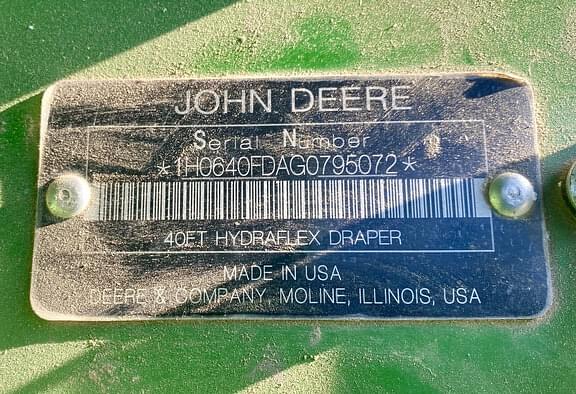 JOHN DEERE
Serial Number
*1H0640FDAG0795072*
40FT HYDRAFLEX DRAPER
MADE IN USA
DEERE & COMPANY, MOLINE, ILLINOIS, USA